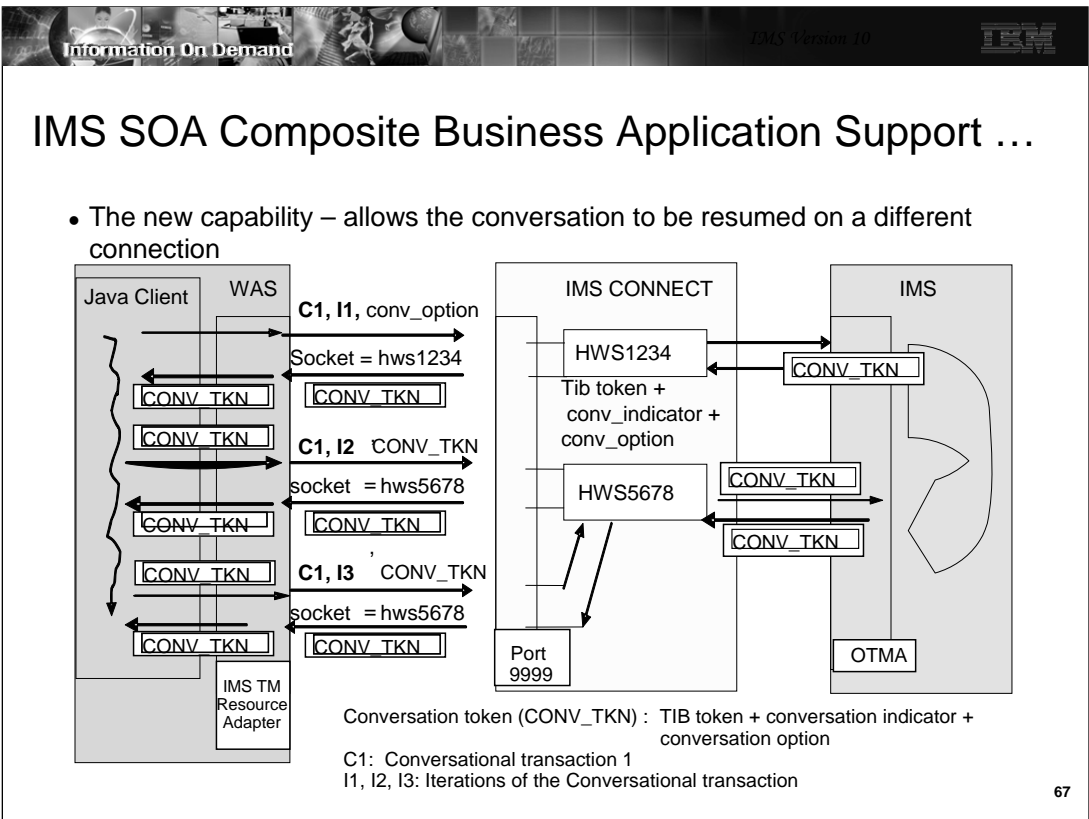 Information On Demand
IMS Version 10
IBM
IMS SOA Composite Business Application Support …
• The new capability – allows the conversation to be resumed on a different
connection
Java Client
WAS
IMS CONNECT
IMS
C1, I1, conv_option
Socket = hws1234
HWS1234
CONV_TKN
CONV_TKN
CONV_TKN
Tib token +
conv_indicator +
conv_option
CONV_TKN
C1, I2 CONV_TKN
socket = hws5678
HWS5678
CONV_TKN
CONV_TKN
CONV_TKN
CONV_TKN
,
CONV_TKN
C1, I3 CONV_TKN
socket = hws5678
CONV_TKN
CONV_TKN
Port
9999
OTMA
IMS TM
Resource
Adapter
Conversation token (CONV_TKN) : TIB token + conversation indicator +
conversation option
C1: Conversational transaction 1
I1, I2, I3: Iterations of the Conversational transaction
67